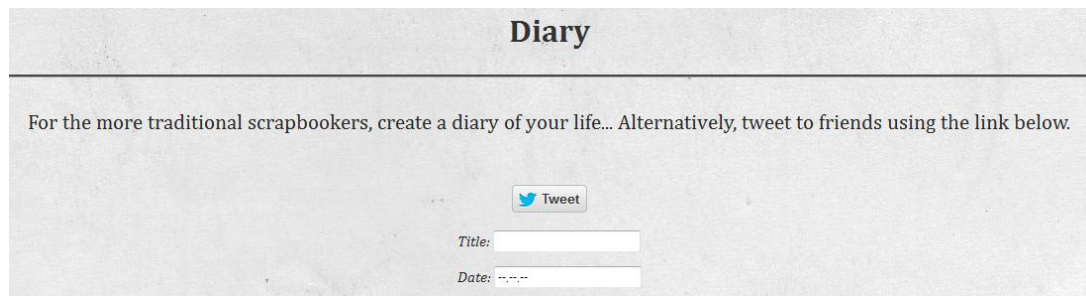 Diary
For the more traditional scrapbookers, create a diary of your life... Alternatively, tweet to friends using the link below.
Tweet
Title:
Date: --.--.--